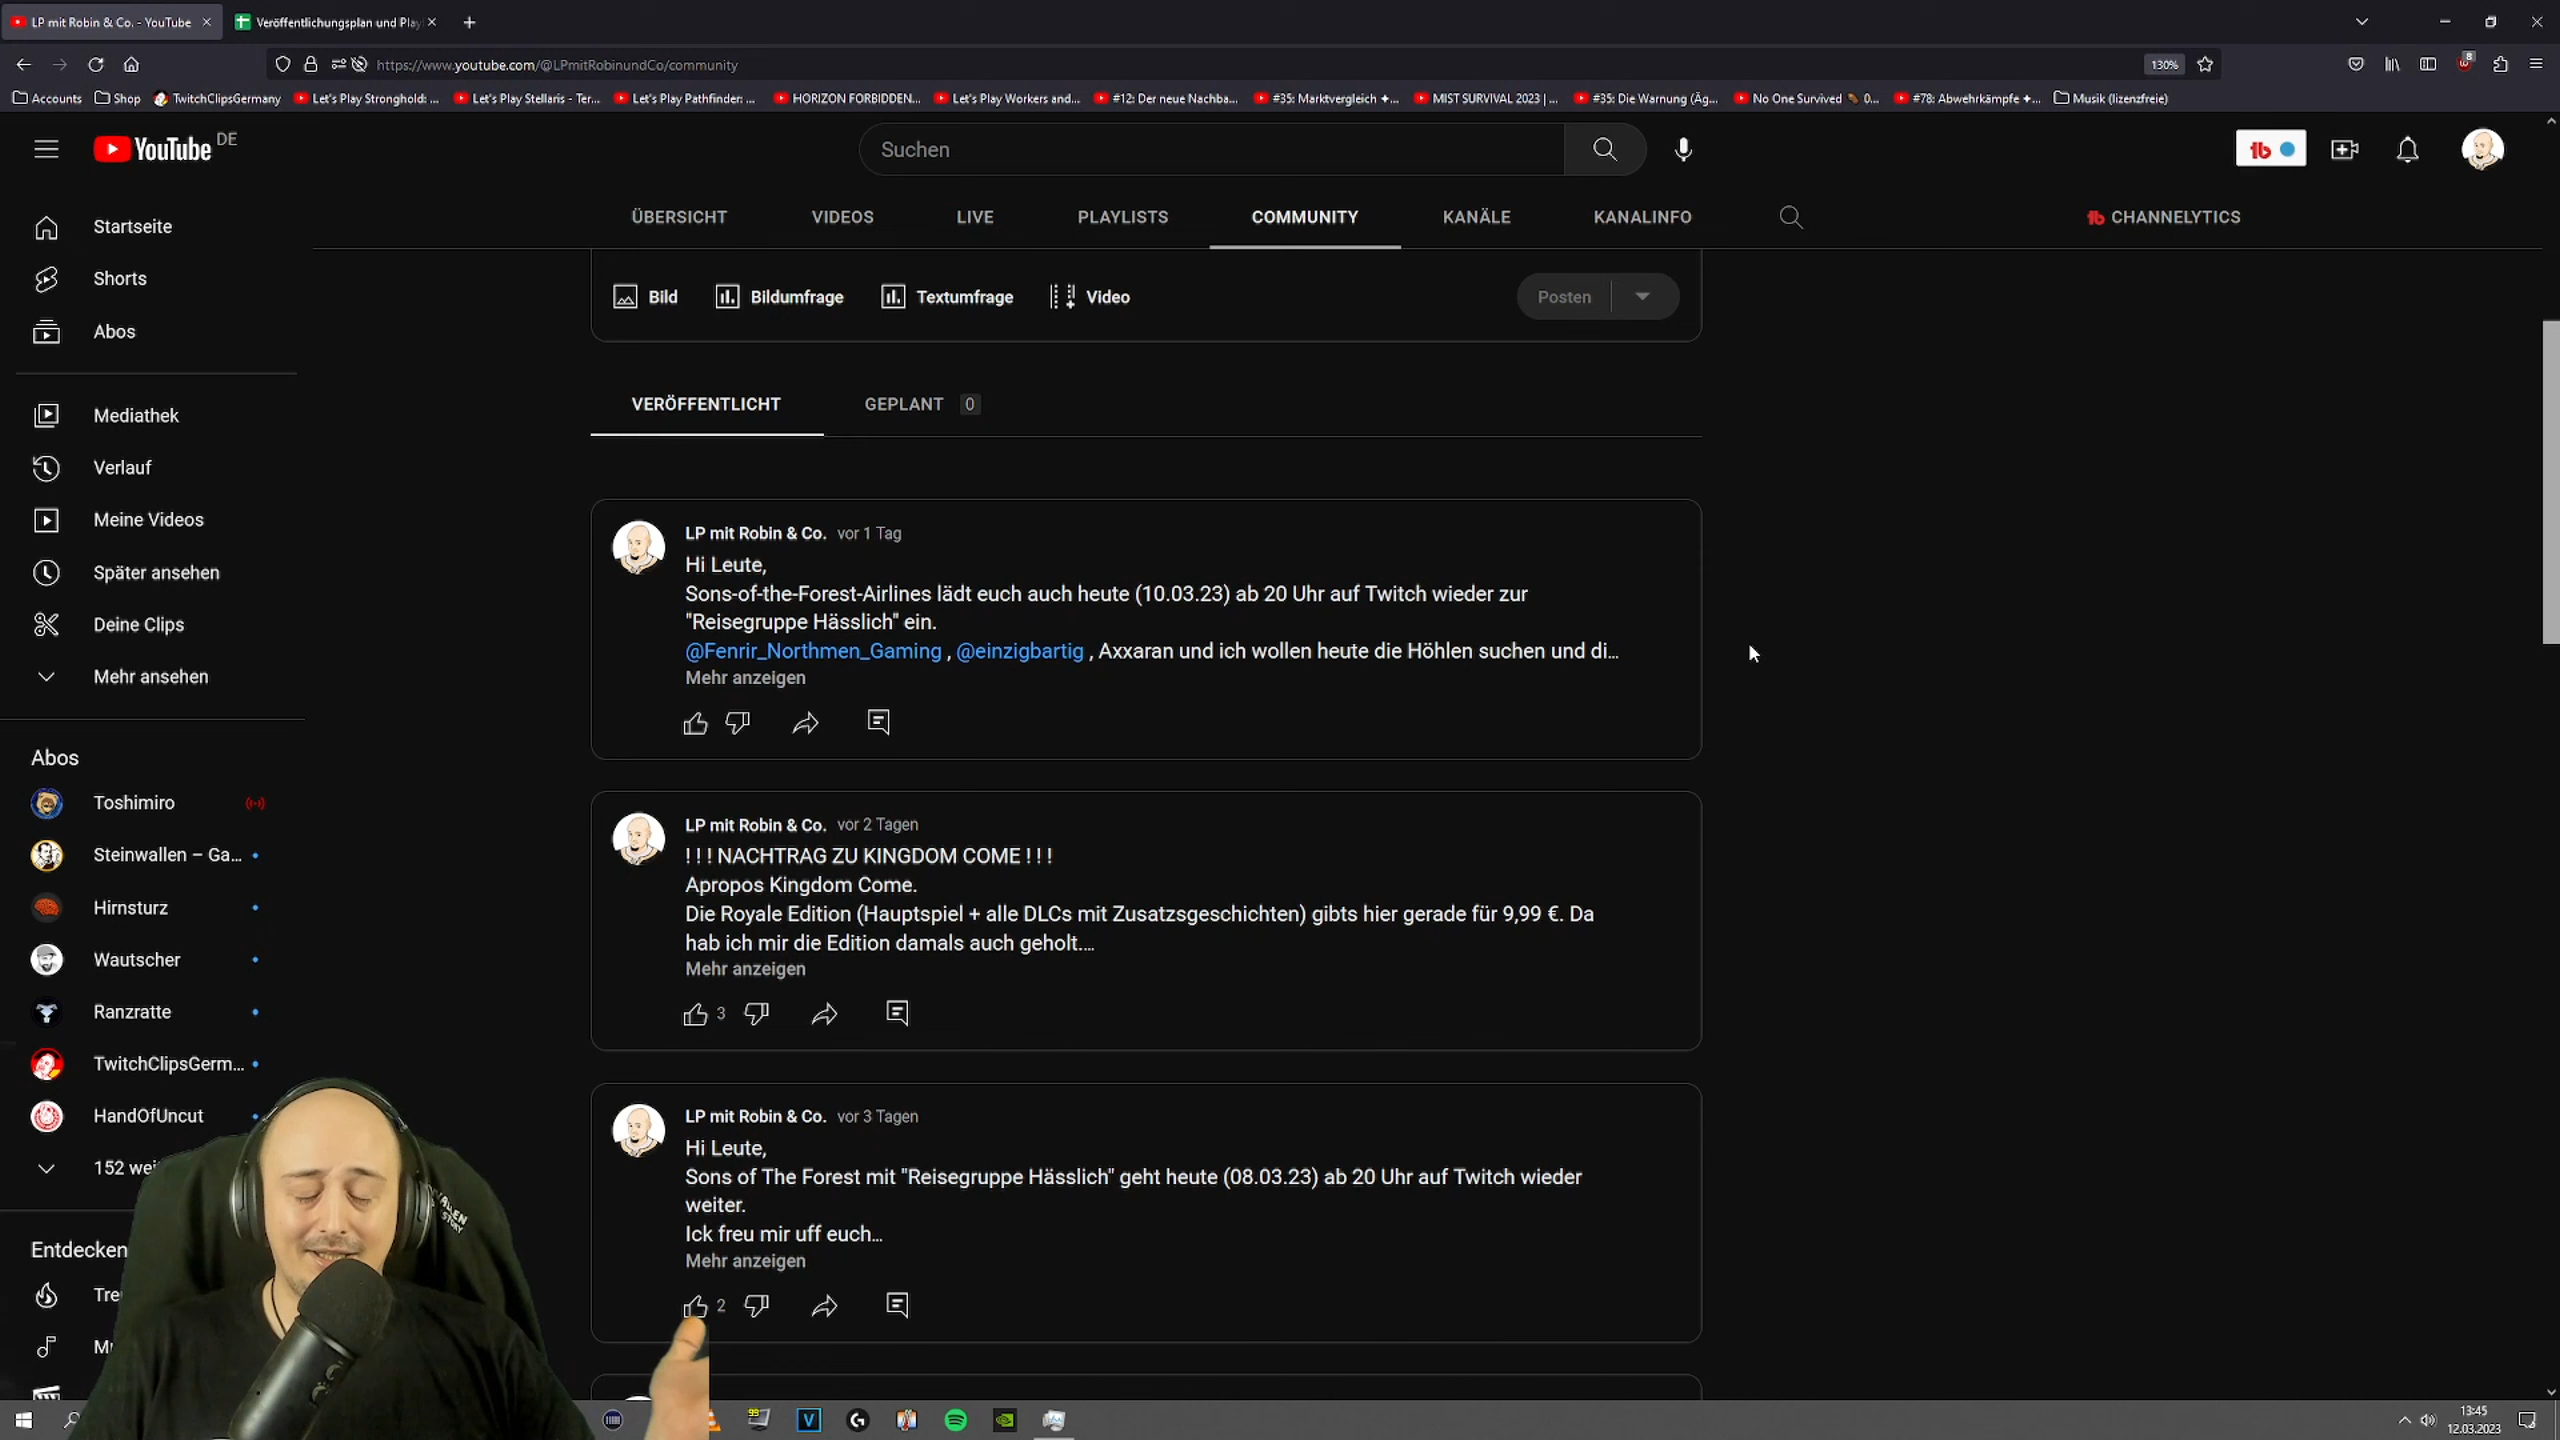 LP mit Robin & Co. - YouTube
Veröffentlichungsplan und Play
https://www.youtube.com/@LPmitRobinundCo/community
130%
8
Accounts
Shop
TwitchClipsGermany
Let's Play Stronghold: ...
Let's Play Stellaris - Ter...
Let's Play Pathfinder: ...
HORIZON FORBIDDEN...
Let's Play Workers and...
#12: Der neue Nachba...
#35: Marktvergleich ✦...
MIST SURVIVAL 2023 | ...
#35: Die Warnung (Äg...
No One Survived 0...
#78: Abwehrkämpfe ✦...
Musik (lizenzfreie)
YouTube DE
Suchen
tb
ÜBERSICHT
VIDEOS
LIVE
PLAYLISTS
COMMUNITY
KANÄLE
KANALINFO
CHANNELYTICS
Startseite
Shorts
Abos
Mediathek
Verlauf
Meine Videos
Später ansehen
Deine Clips
Mehr ansehen
Abos
Toshimiro
Steinwallen – Ga...
Hirnsturz
Wautscher
Ranzratte
TwitchClipsGerm...
HandOfUncut
152 wei
Entdecken
Tre
Bild
Bildumfrage
Textumfrage
Video
Posten
VERÖFFENTLICHT
GEPLANT 0
LP mit Robin & Co. vor 1 Tag
Hi Leute,
Sons-of-the-Forest-Airlines lädt euch auch heute (10.03.23) ab 20 Uhr auf Twitch wieder zur
"Reisegruppe Hässlich" ein.
@Fenrir_Northmen_Gaming , @einzigbartig , Axxaran und ich wollen heute die Höhlen suchen und di...
Mehr anzeigen
LP mit Robin & Co. vor 2 Tagen
! ! ! NACHTRAG ZU KINGDOM COME ! ! !
Apropos Kingdom Come.
Die Royale Edition (Hauptspiel + alle DLCs mit Zusatzsgeschichten) gibts hier gerade für 9,99 €. Da
hab ich mir die Edition damals auch geholt....
Mehr anzeigen
3
LP mit Robin & Co. vor 3 Tagen
Hi Leute,
Sons of The Forest mit "Reisegruppe Hässlich" geht heute (08.03.23) ab 20 Uhr auf Twitch wieder
weiter.
Ick freu mir uff euch...
Mehr anzeigen
2
99
V
13:45
12.03.2023